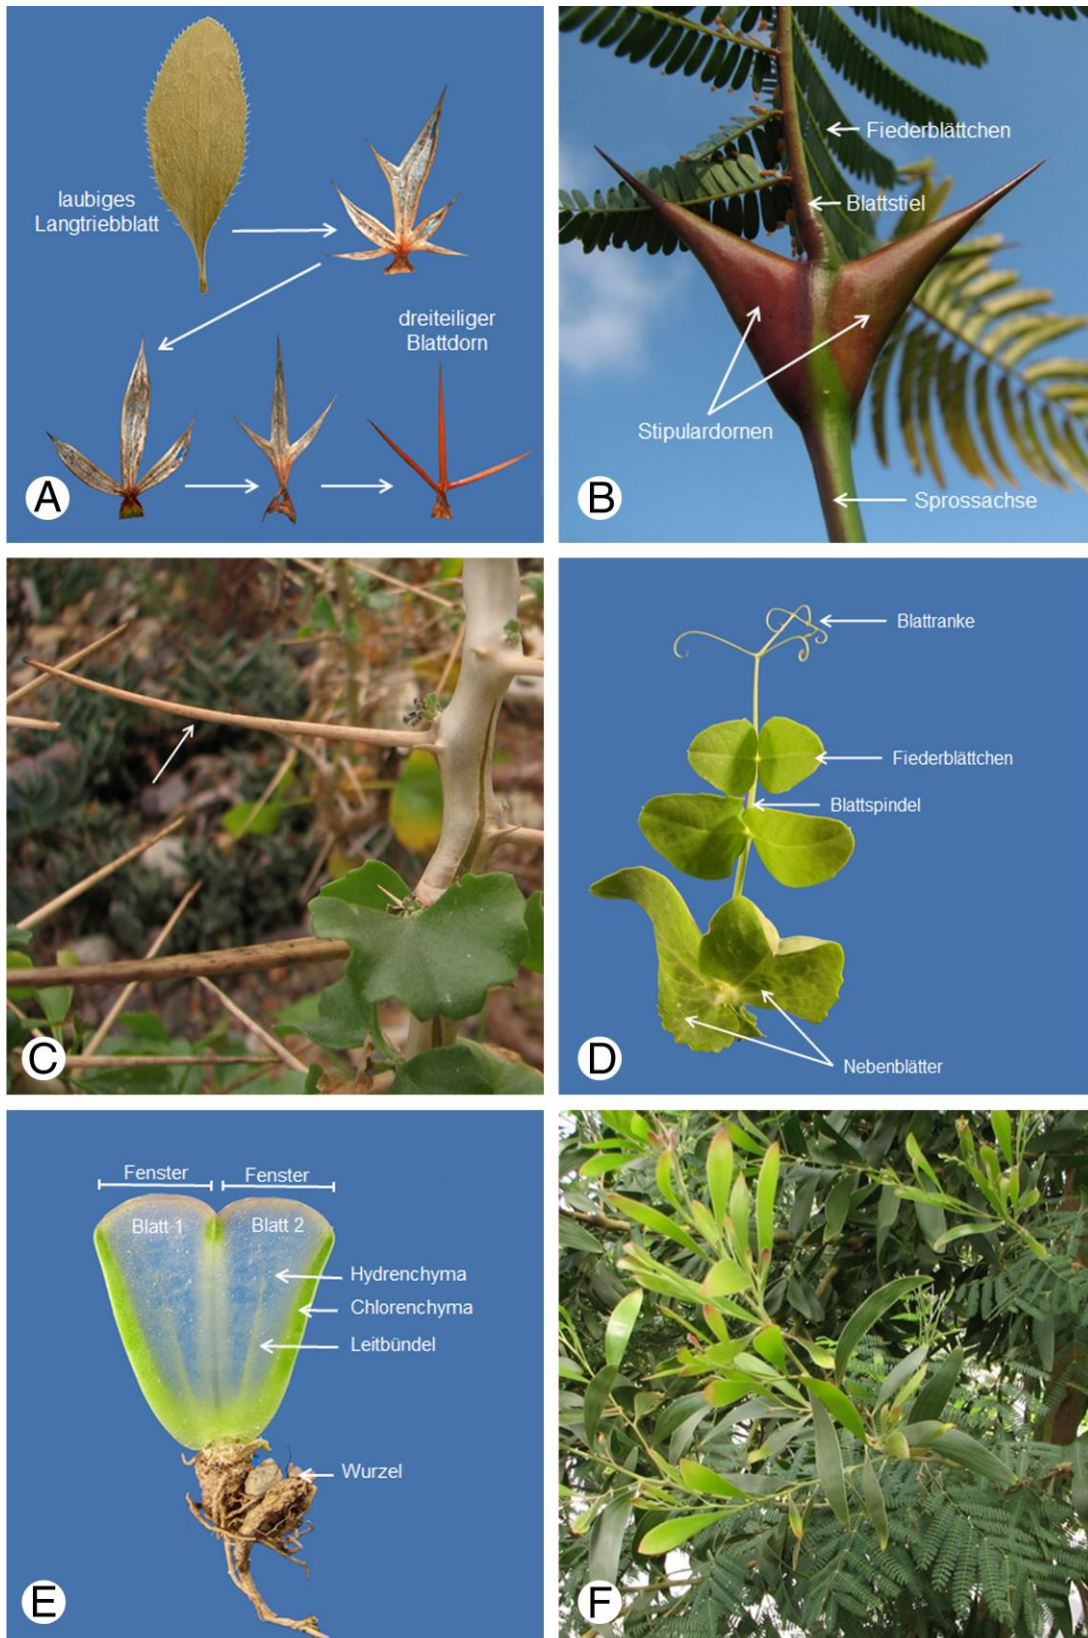 laubiges
Langtriebblatt
dreiteiliger
Blattdorn
A
Fiederblättchen
Blattstiel
Stipulardornen
Sprossachse
B
C
Blattranke
Fiederblättchen
Blattspindel
Nebenblätter
D
Fenster
Fenster
Blatt 1
Blatt 2
Hydrenchyma
Chlorenchyma
Leitbündel
Wurzel
E
F